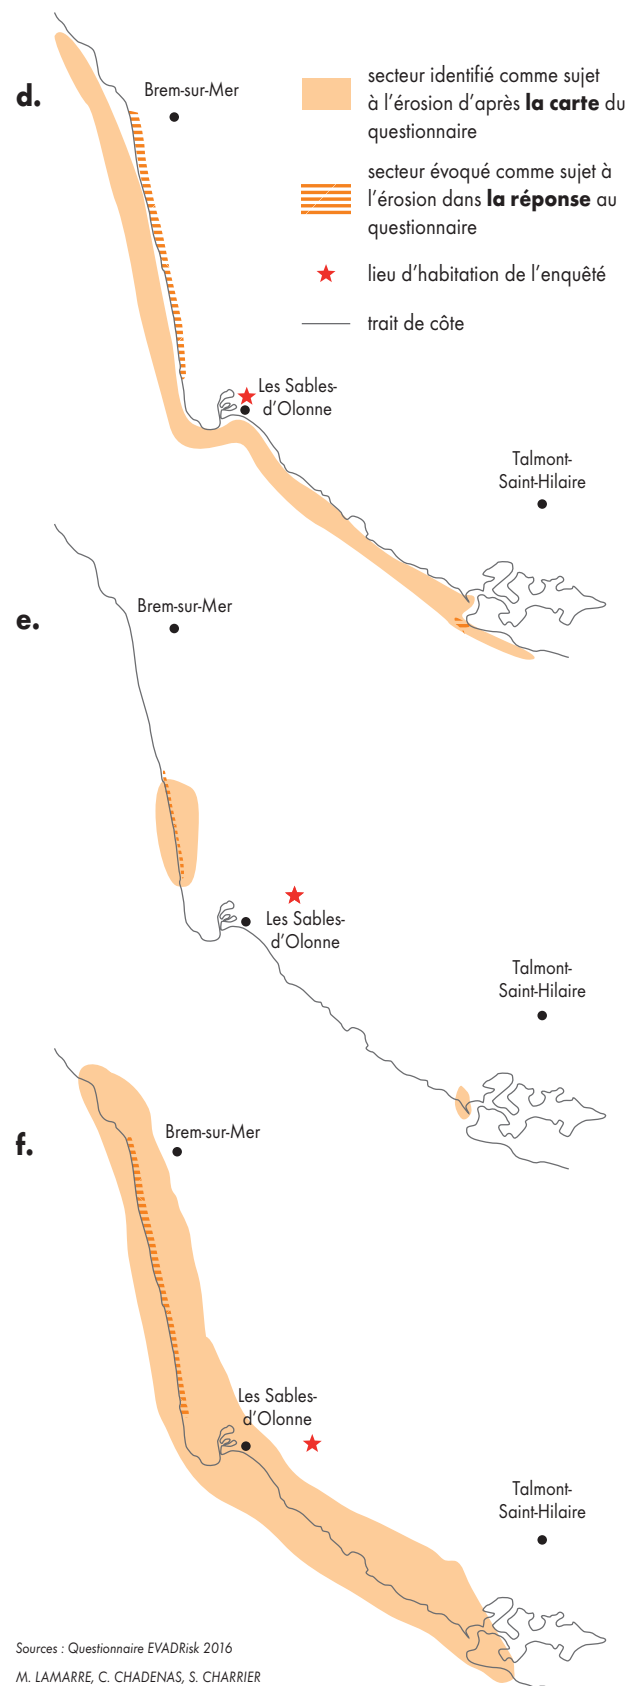 d.
Brem-sur-Mer
secteur identifié comme sujet
à l'érosion d'après la carte du
questionnaire
secteur évoqué comme sujet à
l'érosion dans la réponse au
questionnaire
lieu d'habitation de l'enquêté
trait de côte
Les Sables-
d'Olonne
Talmont-
Saint-Hilaire
e.
Brem-sur-Mer
Les Sables-
d'Olonne
Talmont-
Saint-Hilaire
f.
Brem-sur-Mer
Les Sables-
d'Olonne
Talmont-
Saint-Hilaire
Sources : Questionnaire EVADRisk 2016
M. LAMARRE, C. CHADENAS, S. CHARRIER